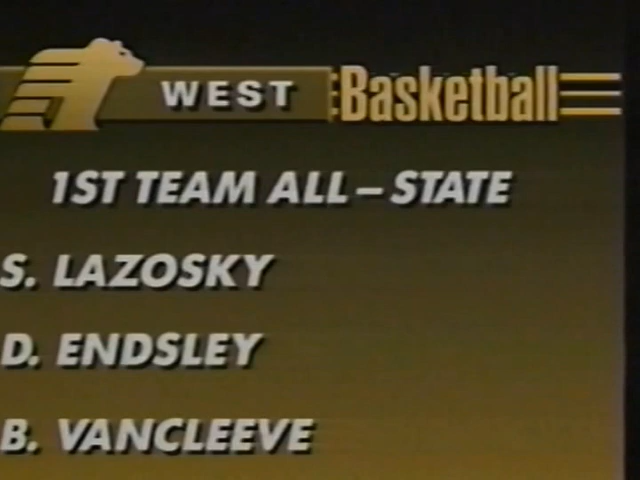 WEST Basketball
1ST TEAM ALL – STATE
S. LAZOSKY
D. ENDSLEY
B. VANCLEEVE